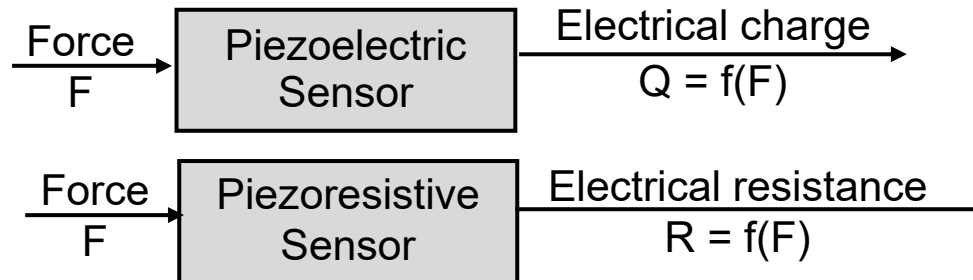 Force
F
Piezoelectric
Sensor
Electrical charge
Q = f(F)
Force
F
Piezoresistive
Sensor
Electrical resistance
R = f(F)